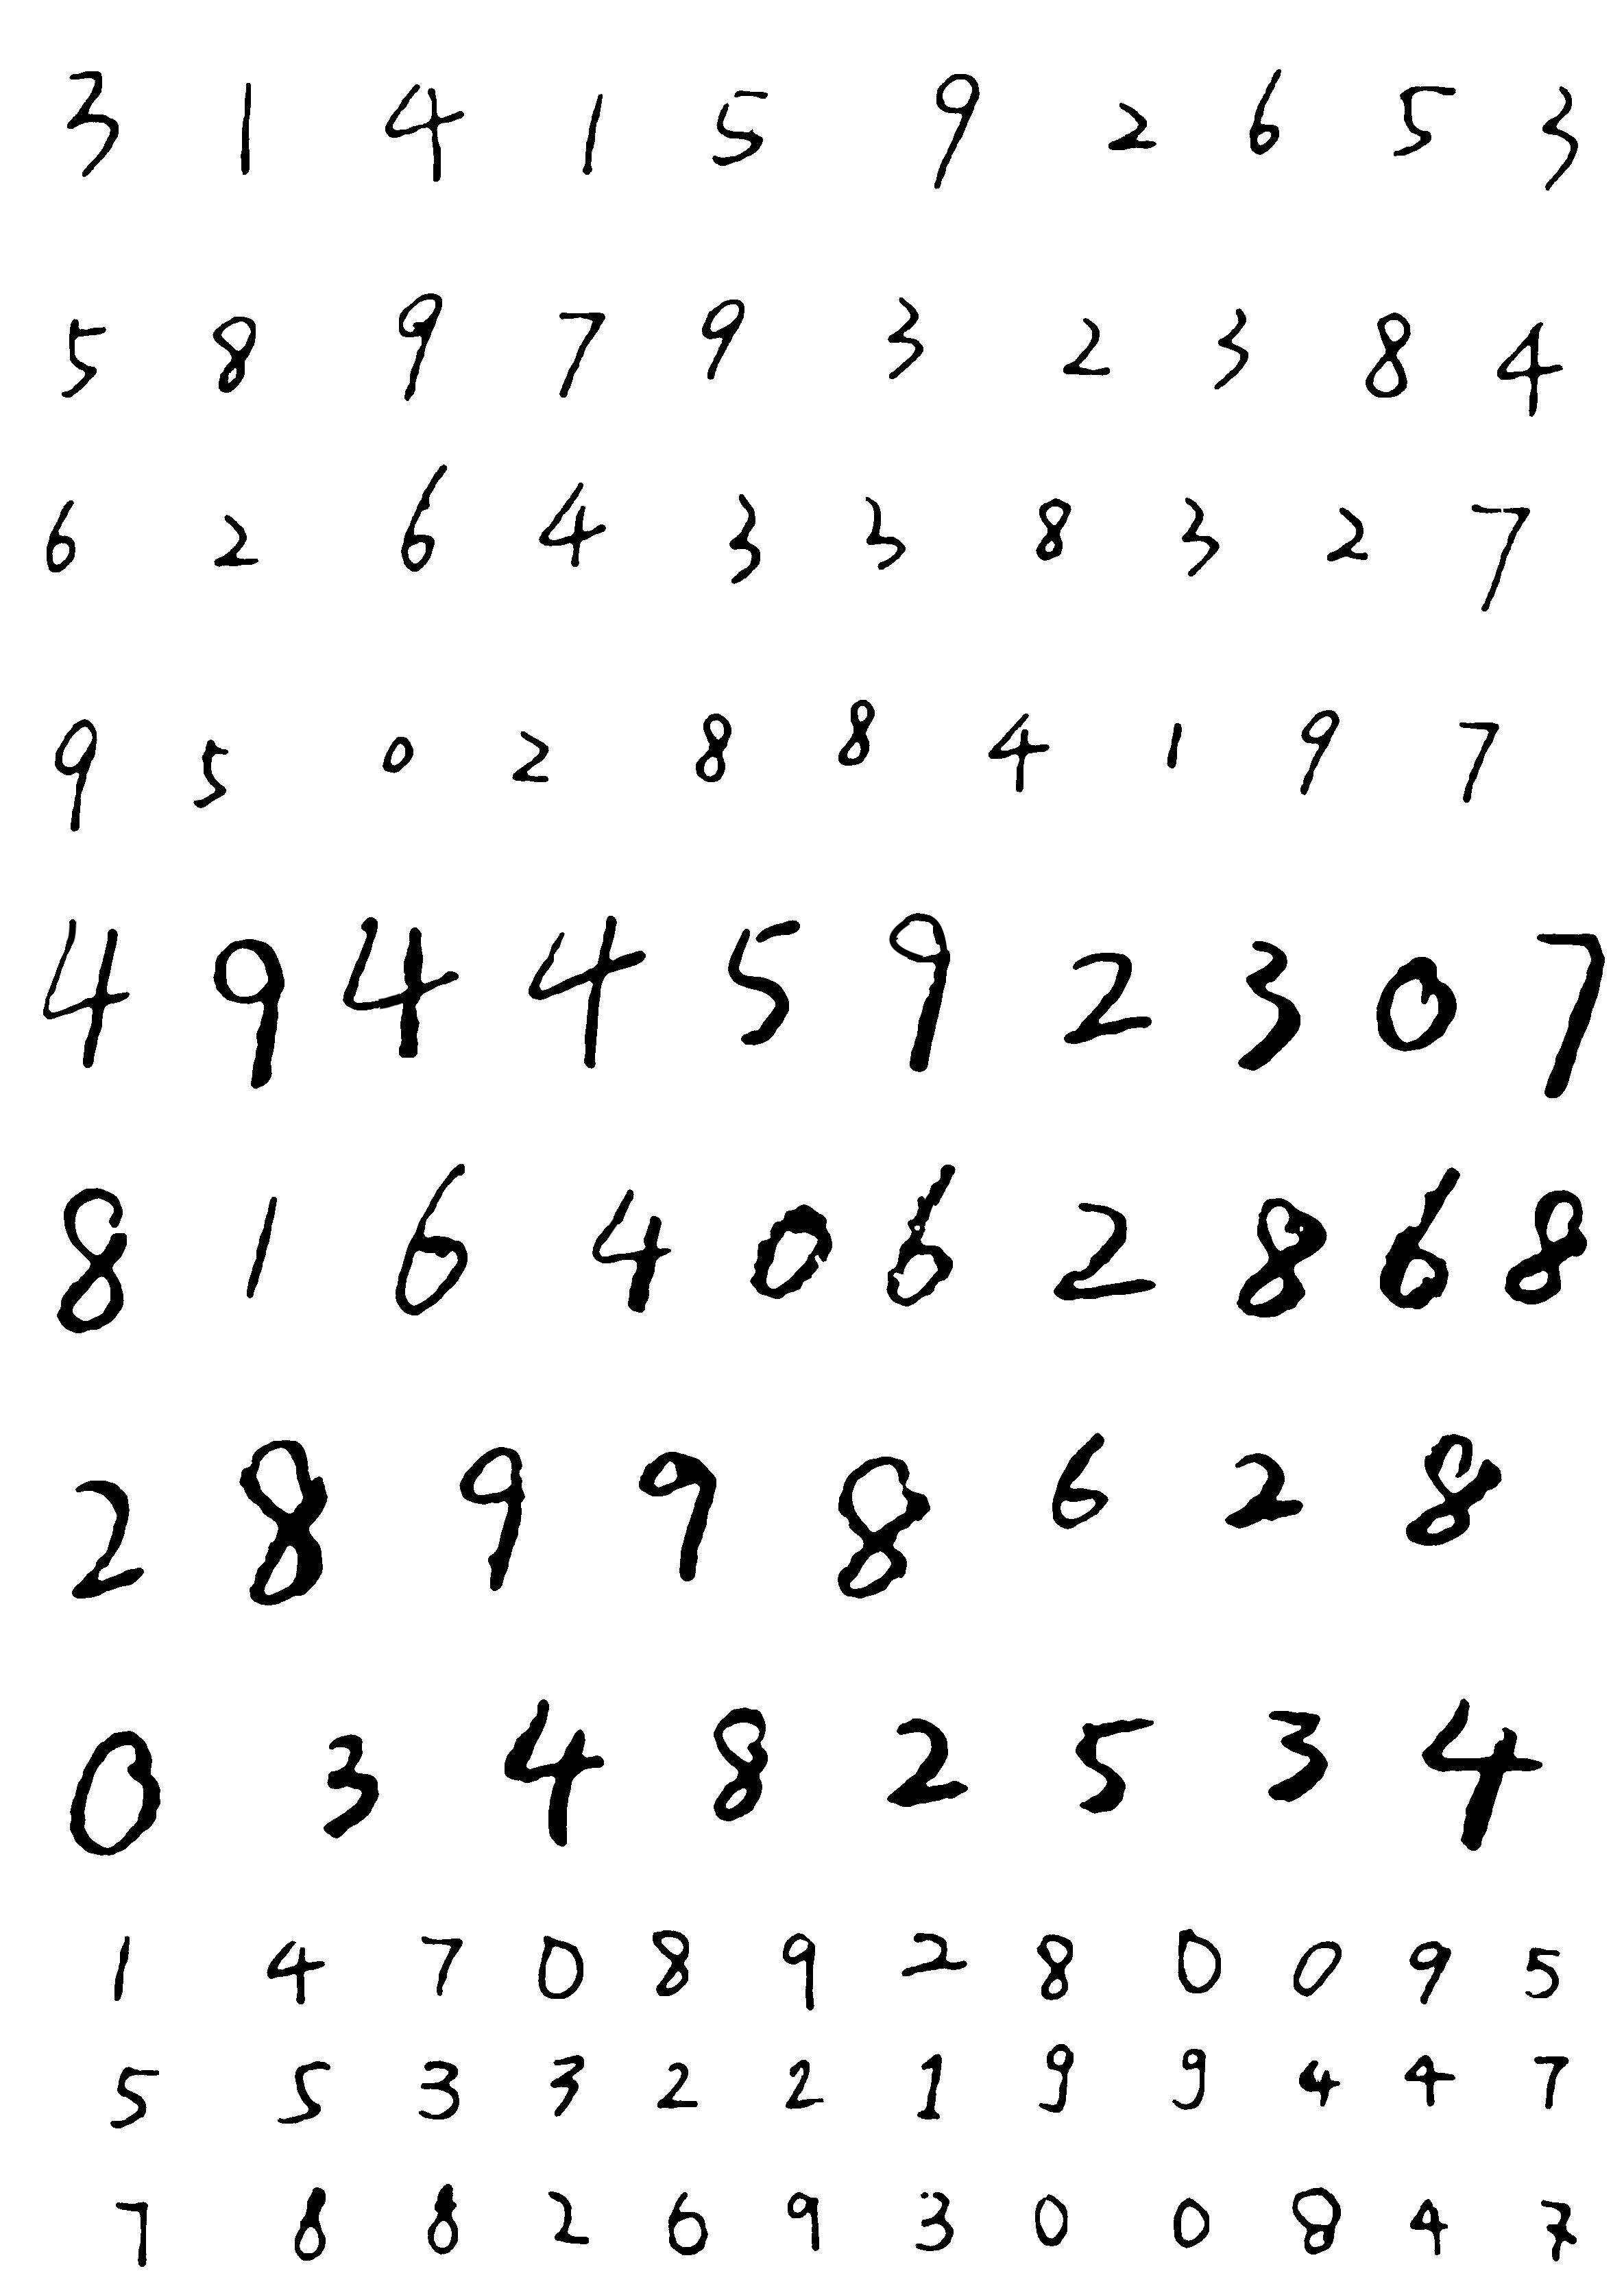 3 1 4 1 5 9 2 6 5 3
5 8 9 7 9 3 2 3 8 4
6 2 6 4 3 3 8 3 2 7
9 5 0 2 8 8 4 1 9 7
4 9 4 4 5 9 2 3 0 7
8 1 6 4 0 6 2 8 6 8
2 8 9 9 8 6 2 8
0 3 4 8 2 5 3 4
1 4 7 0 8 9 2 8 0 0 9 5
5 5 3 3 2 2 1 9 9 4 4 7
7 8 8 2 6 9 3 0 0 8 4 7